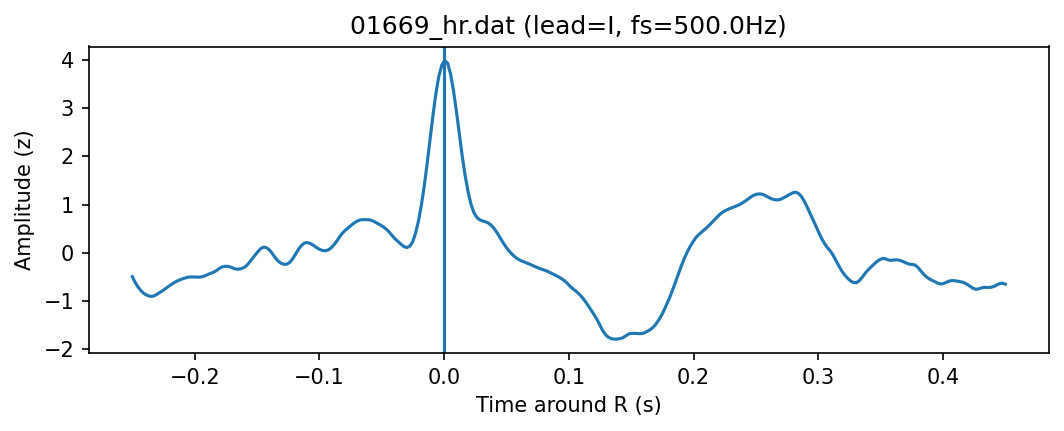 01669_hr.dat (lead=I, fs=500.0Hz)
Amplitude (z)
4
3
2
1
0
−1
−2
−0.2 −0.1 0.0 0.1 0.2 0.3 0.4
Time around R (s)